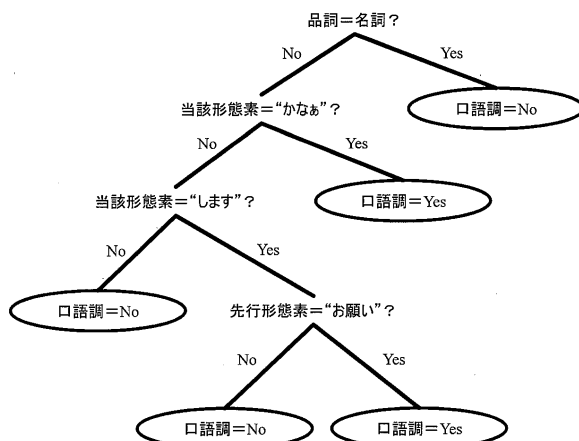 品詞＝名詞？
No
Yes
当該形態素＝“かなぁ”？
口語調＝No
No
Yes
当該形態素＝“します”？
口語調＝Yes
No
Yes
口語調＝No
先行形態素＝“お願い”？
No
Yes
口語調＝No
口語調＝Yes